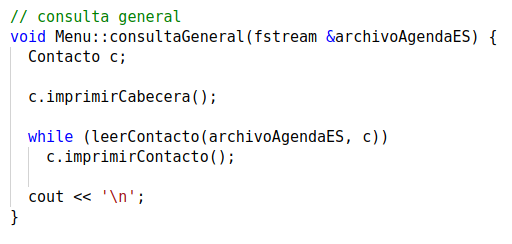 // consulta general
void Menu::consultaGeneral(fstream &archivoAgendaES) {
  Contacto c;
  c.imprimirCabecera();
  while (leerContacto(archivoAgendaES, c))
    c.imprimirContacto();
  cout << '\n';
}